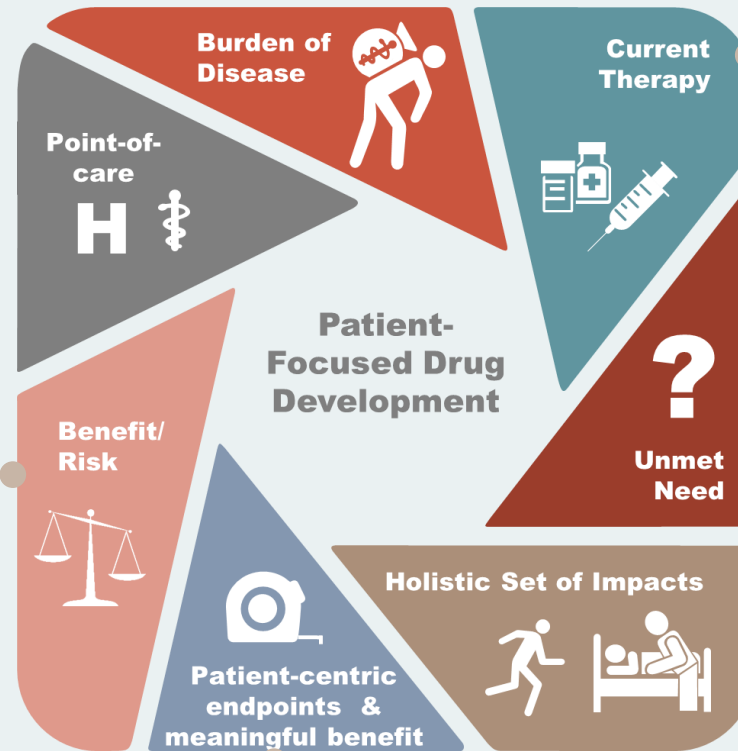 Burden of
Disease
Current
Therapy
Point-of-
care
H
Patient-
Focused Drug
Development
?
Unmet
Need
Benefit/
Risk
Holistic Set of Impacts
Patient-centric
endpoints &
meaningful benefit